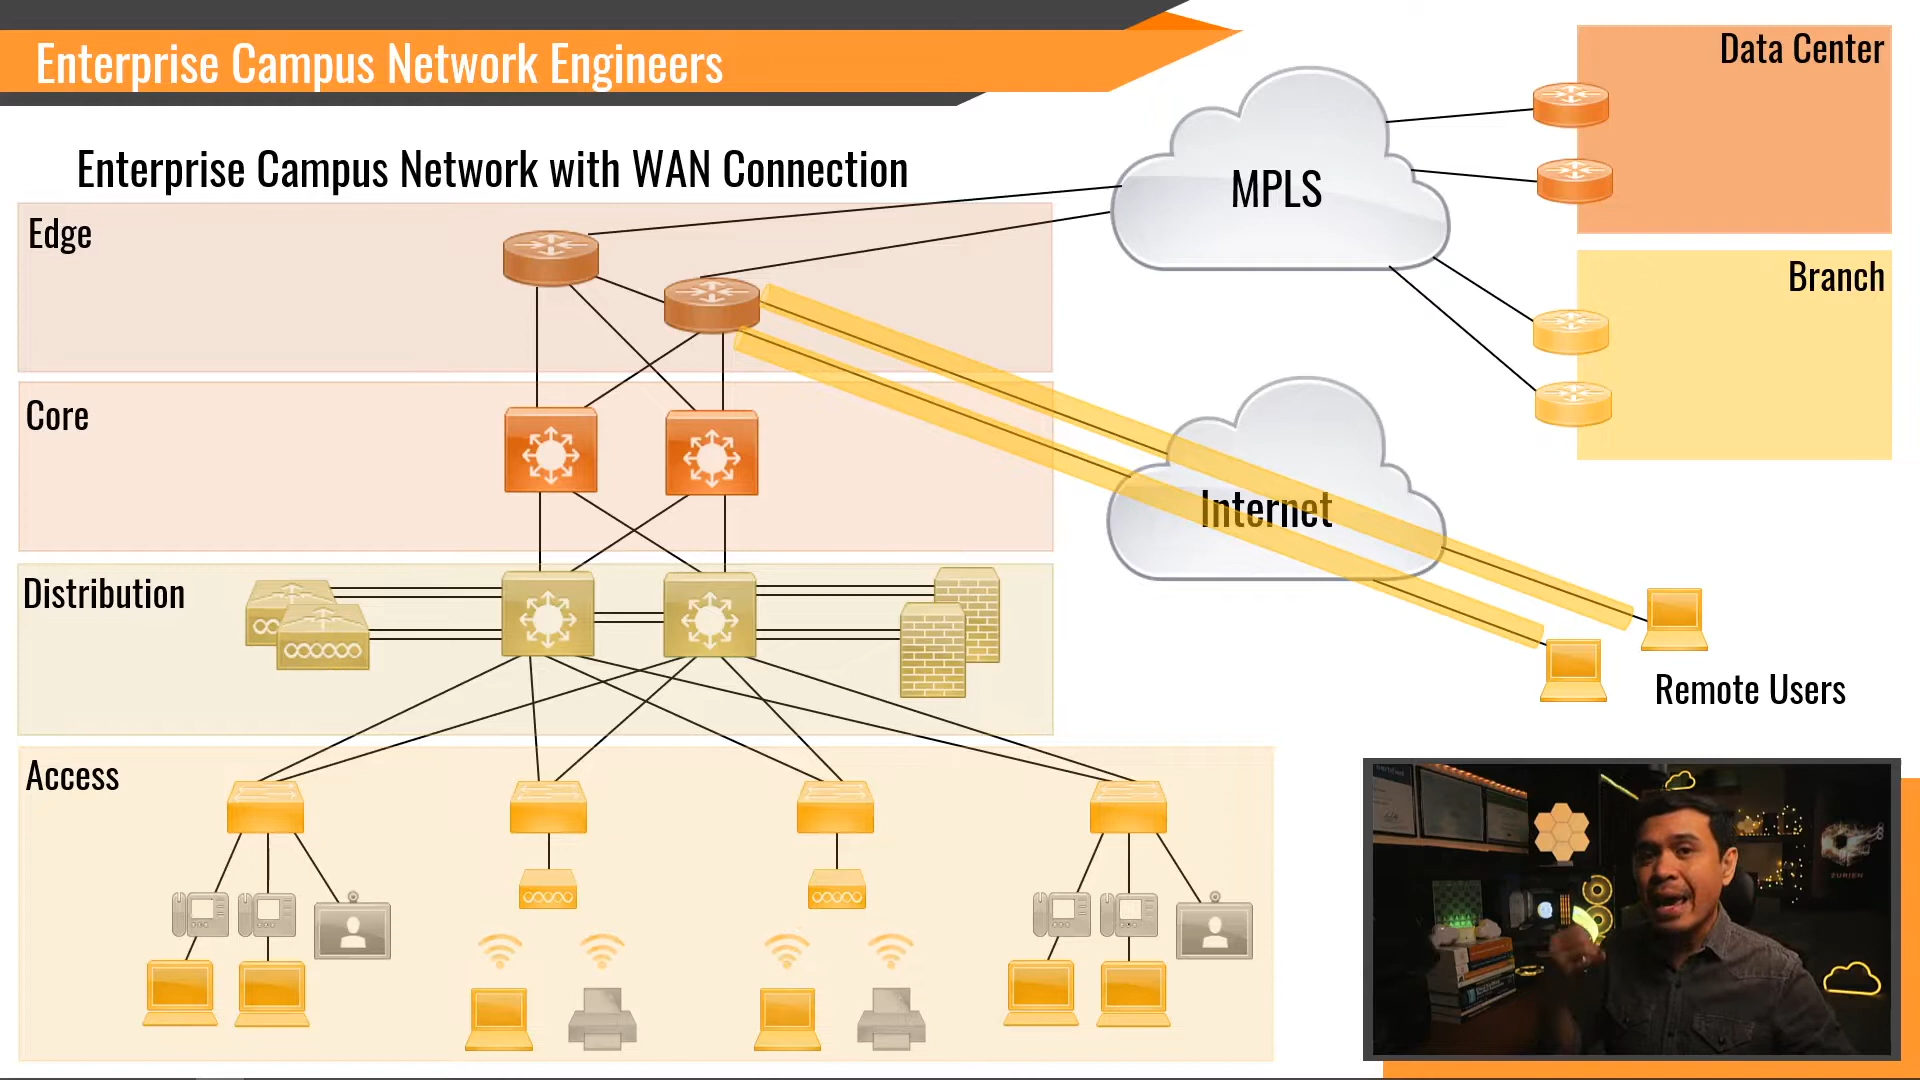 Enterprise Campus Network Engineers
Data Center
Enterprise Campus Network with WAN Connection
MPLS
Edge
Branch
Core
Internet
Distribution
Remote Users
Access
ZURIEN